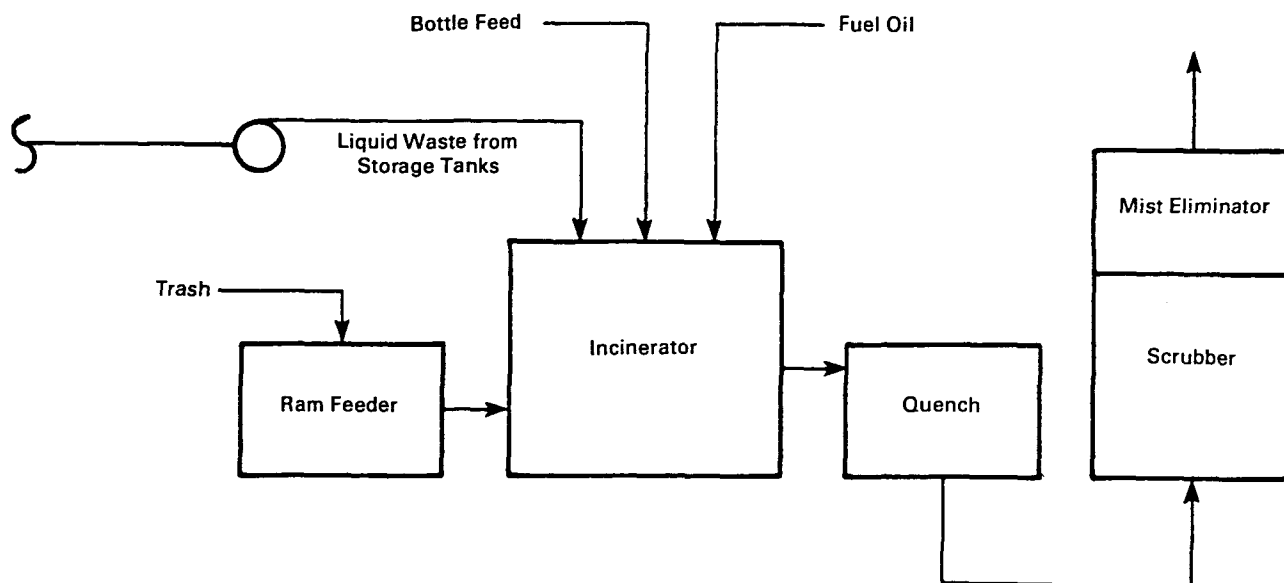 Bottle Feed
Fuel Oil
Liquid Waste from
Storage Tanks
Mist Eliminator
Trash
Incinerator
Scrubber
Ram Feeder
Quench